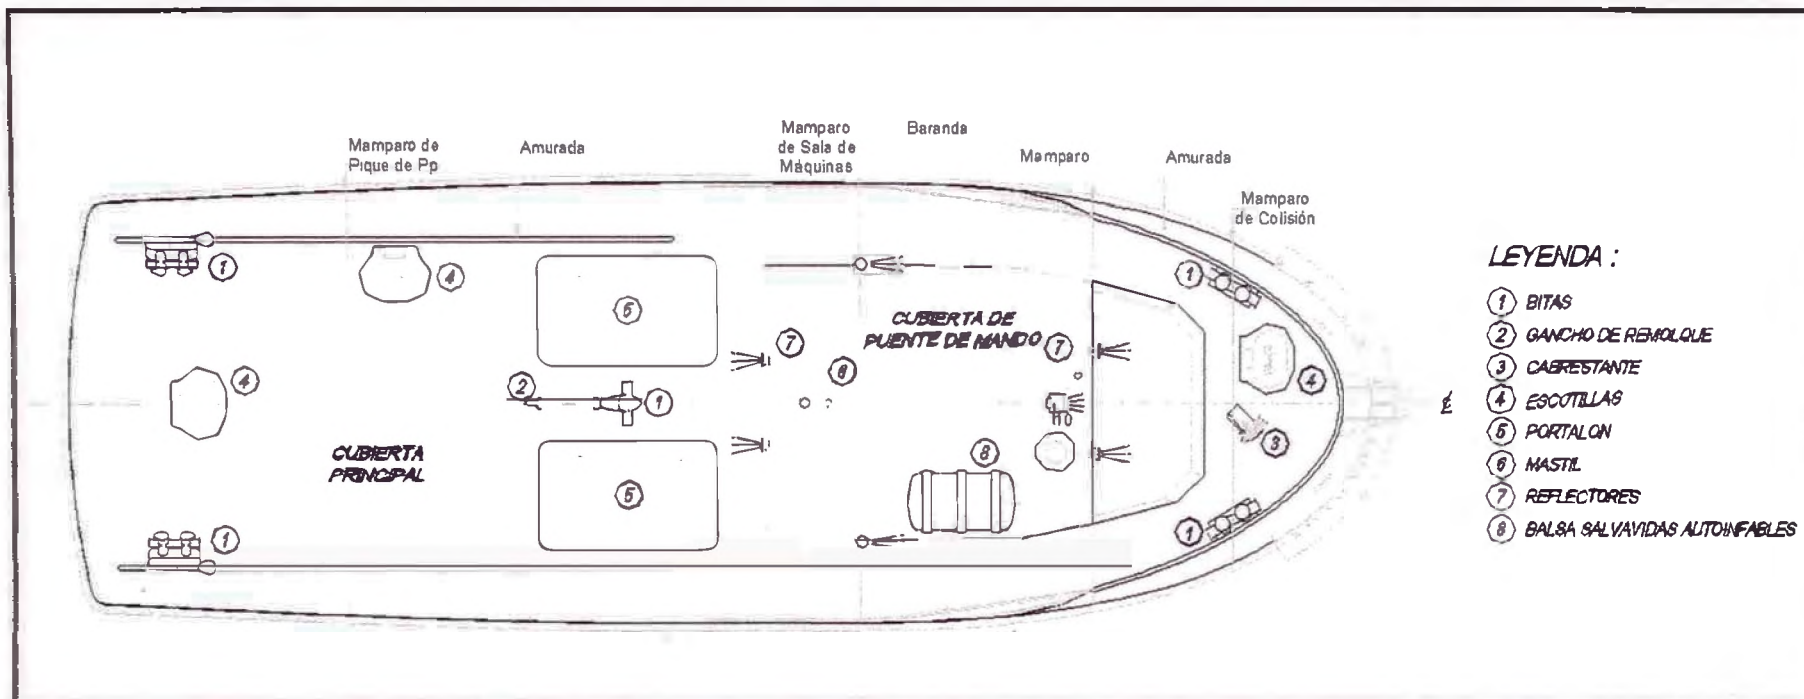 Mamparo de
Pique de Pp
Amurada
Mamparo
de Sala de
Máquinas
Baranda
Mamparo
Amurada
Mamparo
de Colisión
1
4
5
7
6
CUBIERTA DE
PUENTE DE MANDO
7
1
4
4
2
1
3
CUBIERTA
PRINCIPAL
5
8
1
1
LEYENDA :
1 BITAS
2 GANCHO DE REMOLQUE
3 CABRESTANTE
4 ESCOTILLAS
5 PORTALON
6 MASTIL
7 REFLECTORES
8 BALSA SALVAVIDAS AUTOINFABLES